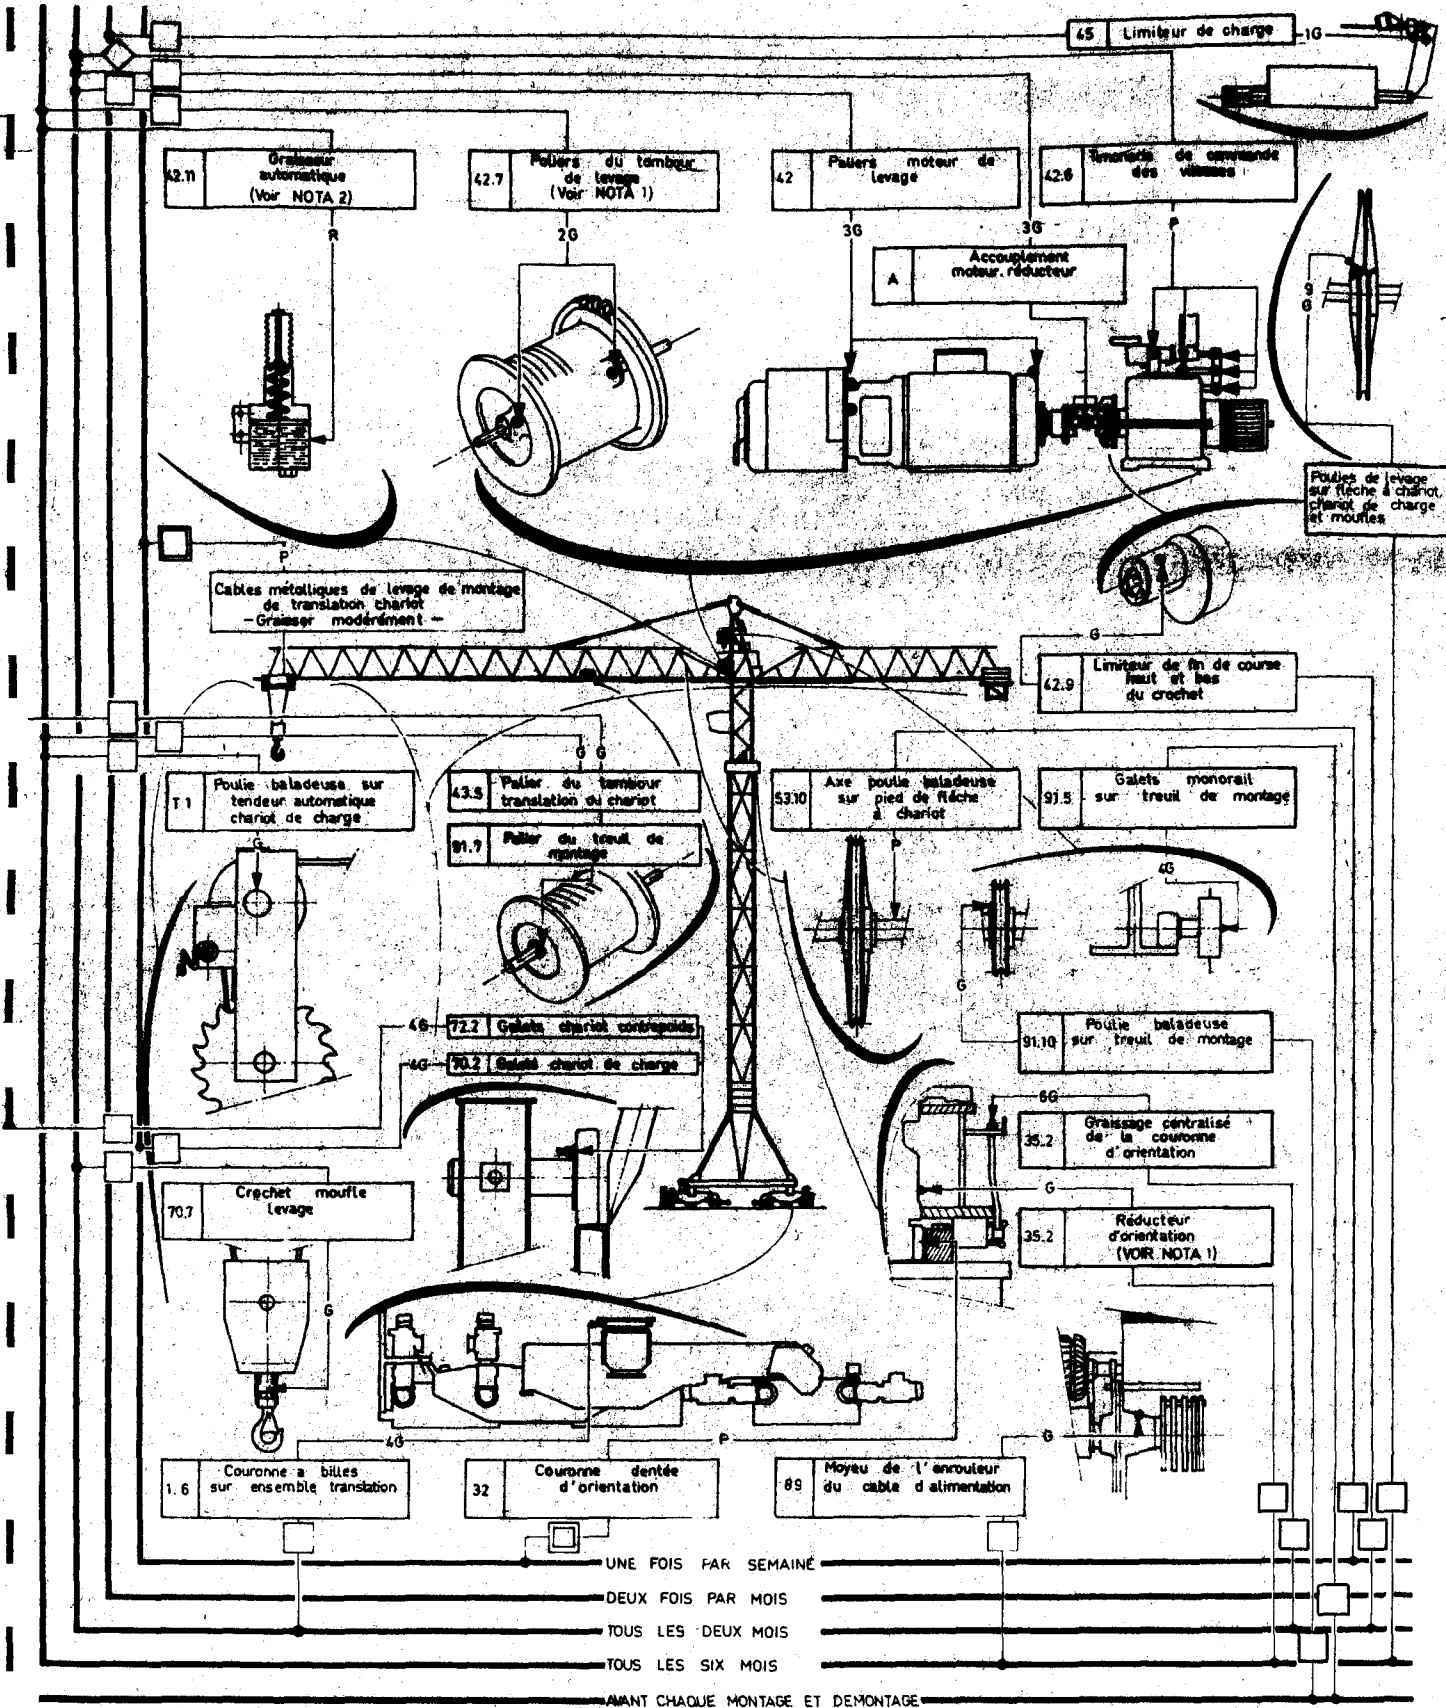 45 Limiteur de charge 1G
42.11 Graisseur
automatique
(Voir NOTA 2)
42.7 Paliers du tambour
de levage
(Voir NOTA 1)
42 Paliers moteur de
levage
42.6 Timonerie de commande
des vitesses
R
2G
3G
3G
P
A Accouplement
moteur. réducteur
9
G
Poulies de levage
sur flèche à chariot,
chariot de charge
et moufles
P
Cables métalliques de levage de montage
de translation chariot
- Graisser modérément -
G
42.9 Limiteur de fin de course
haut et bas
du crochet
G G
T 1 Poulie baladeuse sur
tendeur automatique
chariot de charge
43.5 Palier du tambour
translation du chariot
53.10 Axe poulie baladeuse
sur pied de flèche
à chariot
91.5 Galets monorail
sur treuil de montage
91.7 Palier du treuil de
montage
G
P
4G
G
4G 72.2 Galets chariot contrepoids
4G 70.2 Galets chariot de charge
91.10 Poulie baladeuse
sur treuil de montage
6G
35.2 Graissage centralisé
de la couronne
d'orientation
G
70.7 Crochet moufle
levage
35.2 Réducteur
d'orientation
(VOIR NOTA 1)
G
4G
P
G
1.6 Couronne a billes
sur ensemble translation
32 Couronne dentée
d'orientation
89 Moyeu de l'enrouleur
du cable d alimentation
UNE FOIS PAR SEMAINE
DEUX FOIS PAR MOIS
TOUS LES DEUX MOIS
TOUS LES SIX MOIS
AVANT CHAQUE MONTAGE ET DEMONTAGE